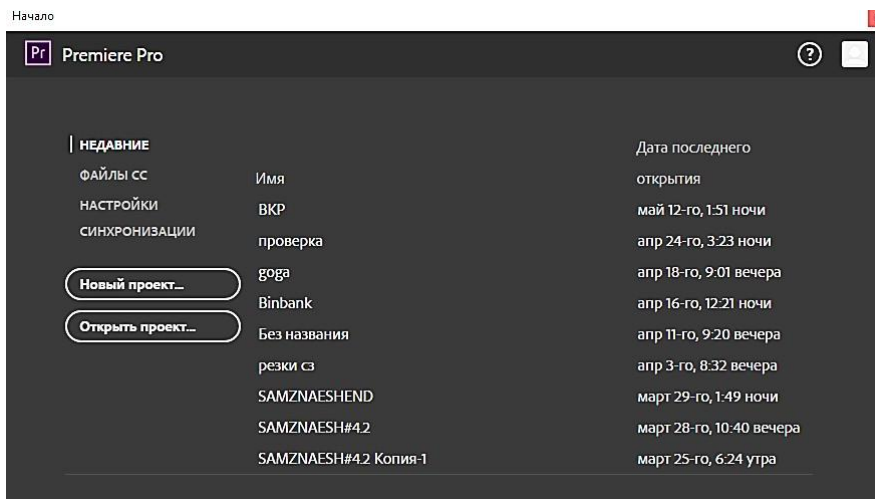 Начало
Pr Premiere Pro
?
НЕДАВНИЕ
ФАЙЛЫ CC
НАСТРОЙКИ
СИНХРОНИЗАЦИИ
Новый проект...
Открыть проект...
Имя
Дата последнего
открытия
ВКР май 12-го, 1:51 ночи
проверка апр 24-го, 3:23 ночи
goga апр 18-го, 9:01 вечера
Binbank апр 16-го, 12:21 ночи
Без названия апр 11-го, 9:20 вечера
резки сз апр 3-го, 8:32 вечера
SAMZNAESHEND март 29-го, 1:49 ночи
SAMZNAESH#4.2 март 28-го, 10:40 вечера
SAMZNAESH#4.2 Копия-1 март 25-го, 6:24 утра